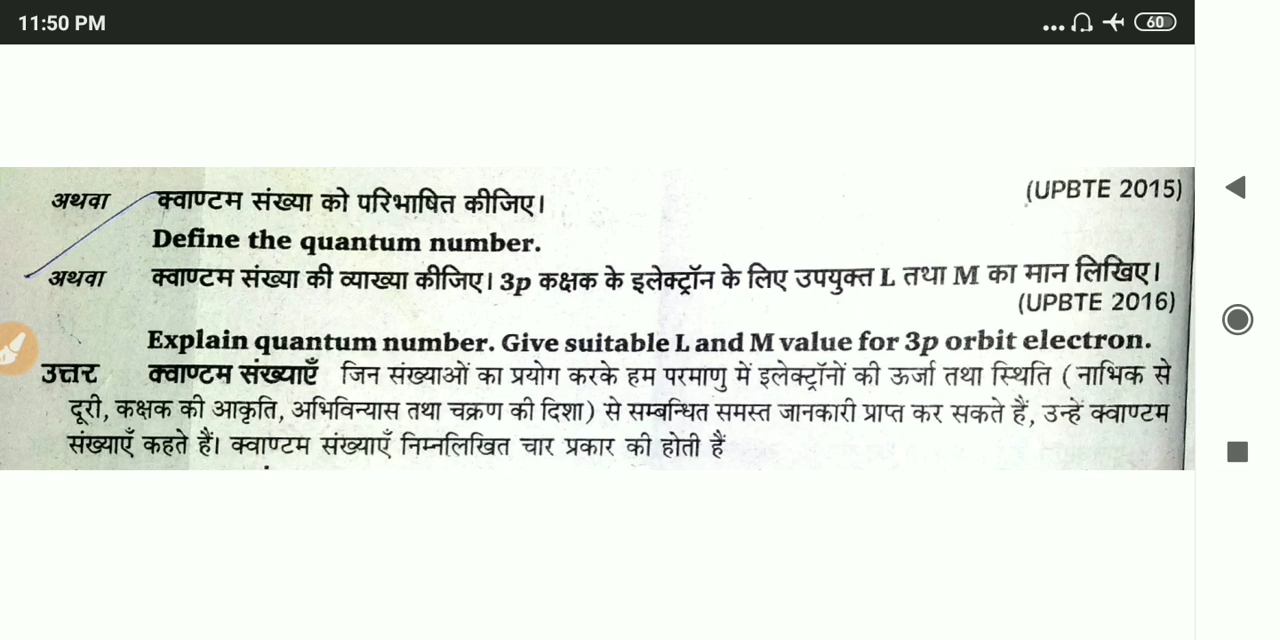 11:50 PM
60
अथवा क्वाण्टम संख्या को परिभाषित कीजिए। (UPBTE 2015)
Define the quantum number.
अथवा क्वाण्टम संख्या की व्याख्या कीजिए। 3p कक्षक के इलेक्ट्रॉन के लिए उपयुक्त L तथा M का मान लिखिए।
(UPBTE 2016)
Explain quantum number. Give suitable L and M value for 3p orbit electron.
उत्तर क्वाण्टम संख्याएँ जिन संख्याओं का प्रयोग करके हम परमाणु में इलेक्ट्रॉनों की ऊर्जा तथा स्थिति ( नाभिक से
दूरी, कक्षक की आकृति, अभिविन्यास तथा चक्रण की दिशा) से सम्बन्धित समस्त जानकारी प्राप्त कर सकते हैं, उन्हें क्वाण्टम
संख्याएँ कहते हैं। क्वाण्टम संख्याएँ निम्नलिखित चार प्रकार की होती हैं